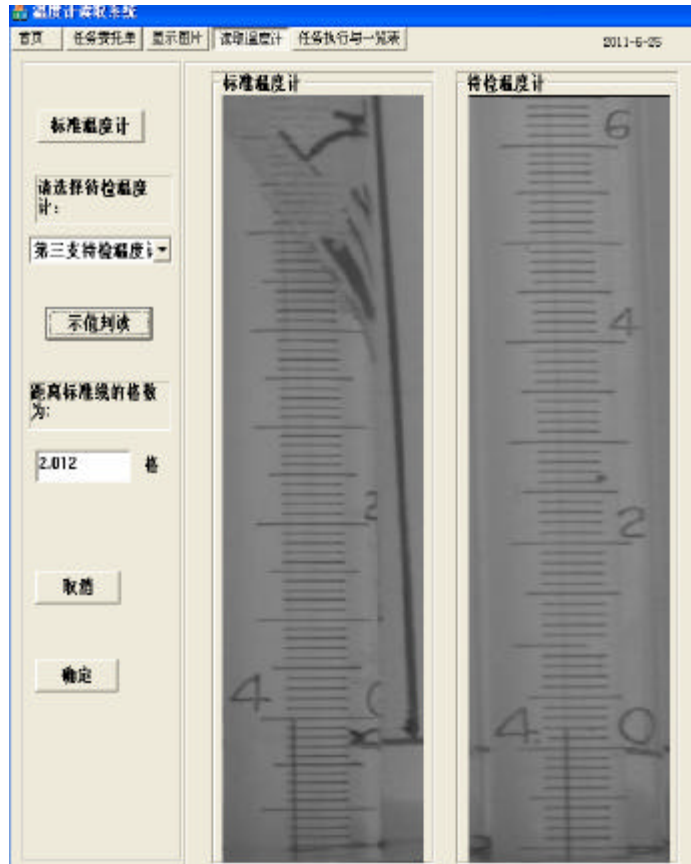 温度计读取系统
首页 任务委托单 显示图片 读取温度计 任务执行与一览表 2011-6-25
标准温度计 待检温度计
标准温度计
请选择待检温度
计：
第三支待检温度
示值判读
距离标准线的格数
为:
2.012 格
取消
确定
6
4
2
2
4 0
4 0